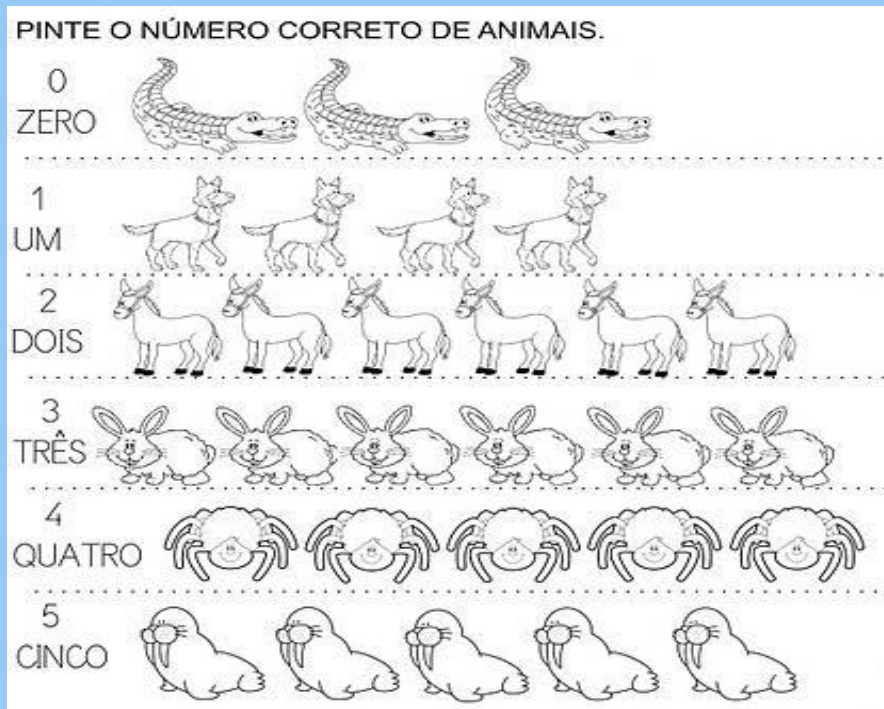 PINTE O NÚMERO CORRETO DE ANIMAIS.
0
ZERO
1
UM
2
DOIS
3
TRÊS
4
QUATRO
5
CINCO